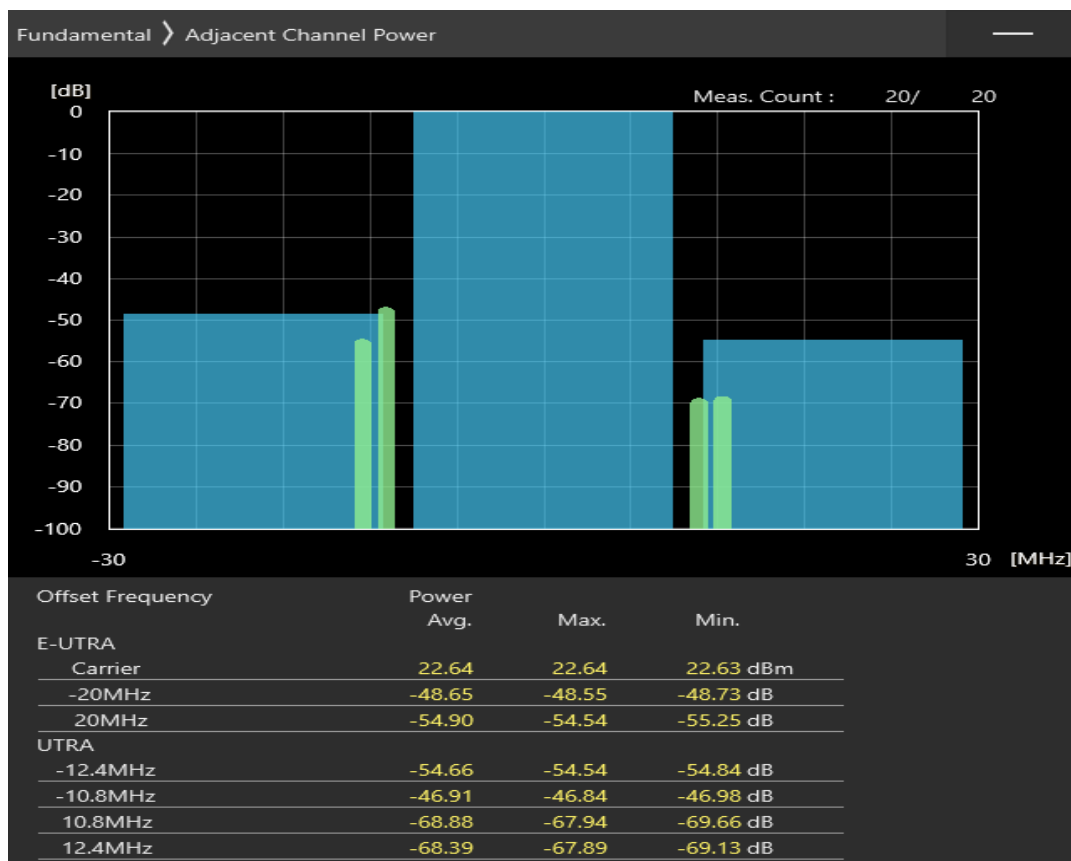 Fundamental ❯ Adjacent Channel Power
[dB]
Meas. Count : 20/ 20
0
-10
-20
-30
-40
-50
-60
-70
-80
-90
-100
-30 30 [MHz]
Offset Frequency Power
Avg. Max. Min.
E-UTRA
Carrier 22.64 22.64 22.63 dBm
-20MHz -48.65 -48.55 -48.73 dB
20MHz -54.90 -54.54 -55.25 dB
UTRA
-12.4MHz -54.66 -54.54 -54.84 dB
-10.8MHz -46.91 -46.84 -46.98 dB
10.8MHz -68.88 -67.94 -69.66 dB
12.4MHz -68.39 -67.89 -69.13 dB